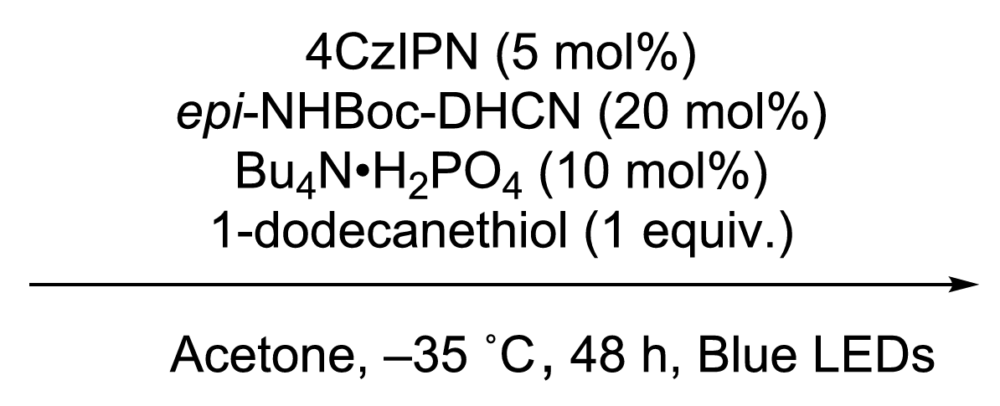 4CzIPN (5 mol%)
epi-NHBoc-DHCN (20 mol%)
Bu₄N•H₂PO₄ (10 mol%)
1-dodecanethiol (1 equiv.)
Acetone, –35 ˚C, 48 h, Blue LEDs